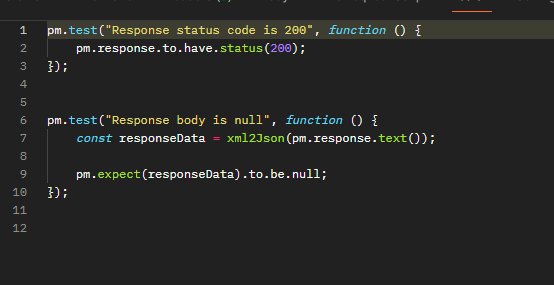 1 pm.test("Response status code is 200", function () {
2 pm.response.to.have.status(200);
3 });
4
5
6 pm.test("Response body is null", function () {
7 const responseData = xml2Json(pm.response.text());
8
9 pm.expect(responseData).to.be.null;
10 });
11
12